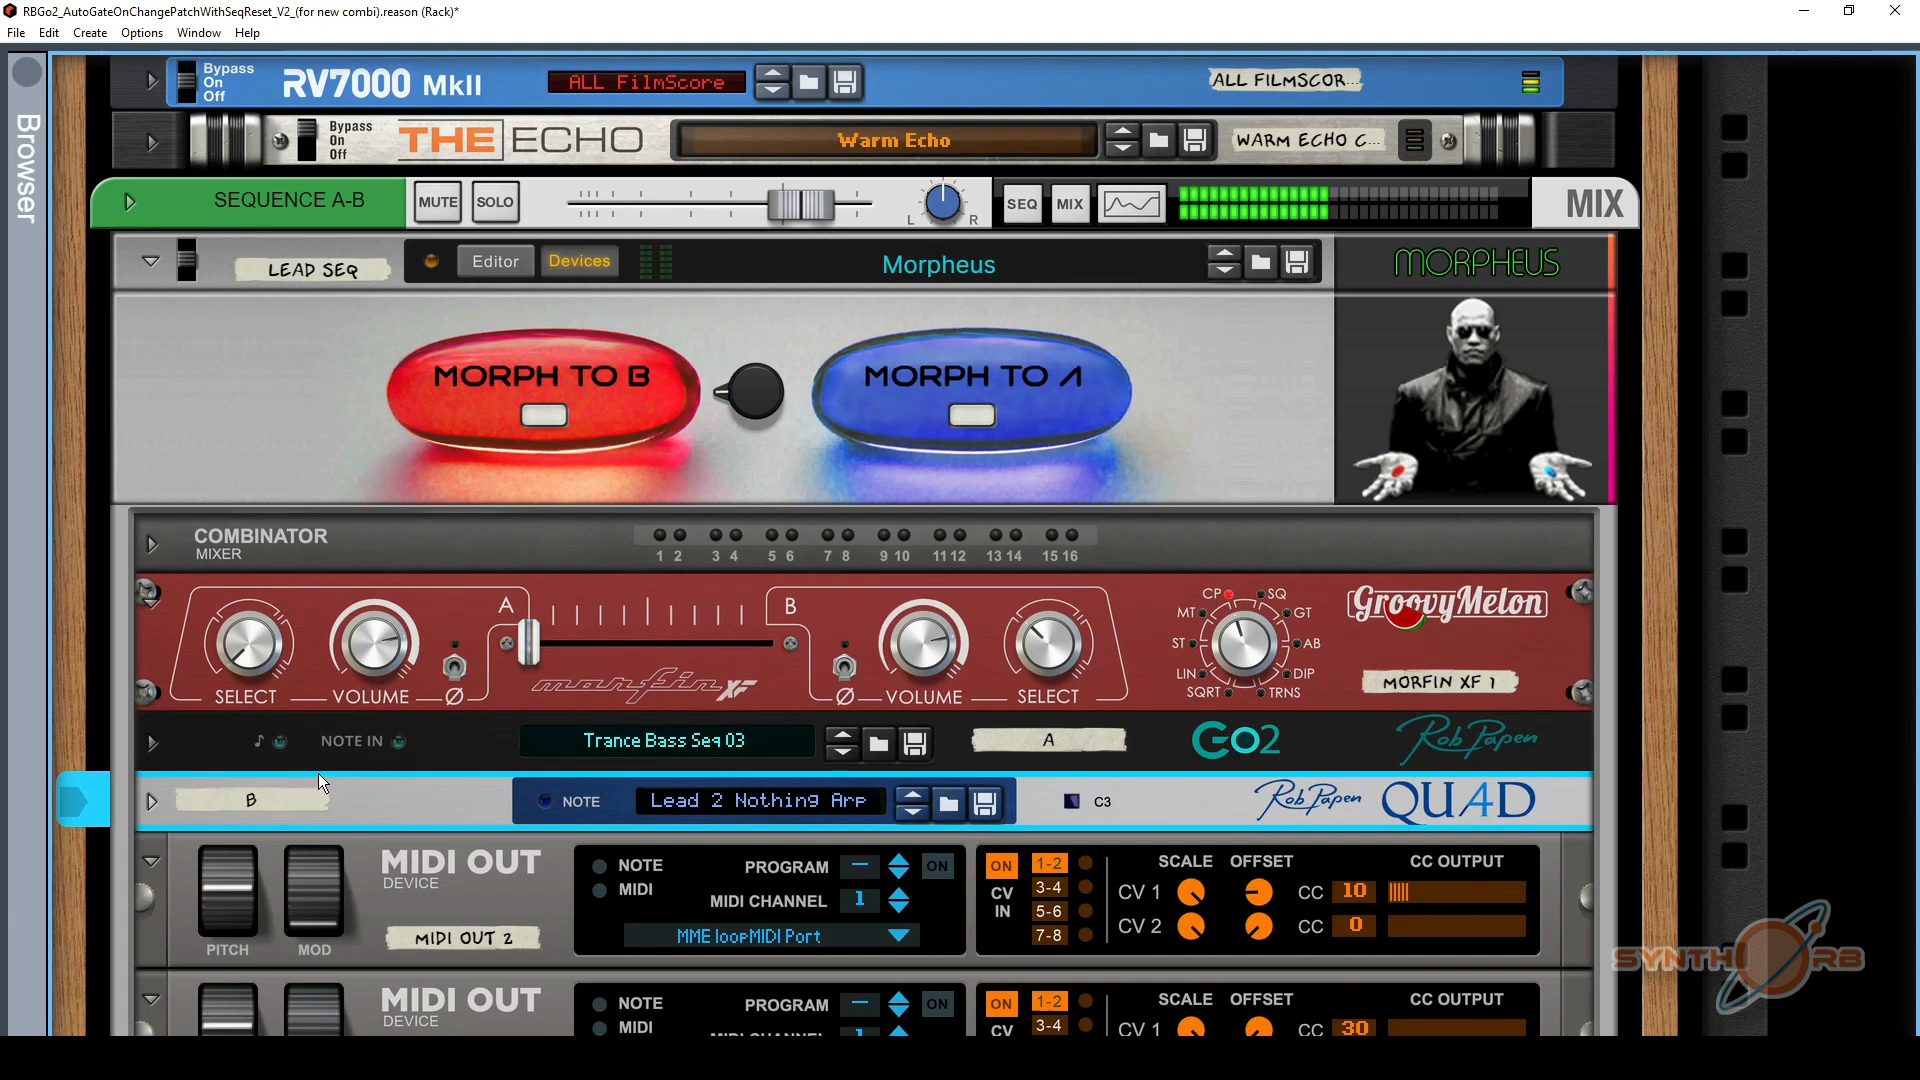 RBGo2_AutoGateOnChangePatchWithSeqReset_V2_(for new combi).reason (Rack)*
File Edit Create Options Window Help
Browser
Bypass
On
Off
RV7000 MkII
ALL FilmScore
ALL FILMSCOR...
Bypass
On
Off
THE ECHO
Warm Echo
WARM ECHO C...
SEQUENCE A-B
MUTE
SOLO
L R
SEQ
MIX
MIX
LEAD SEQ
Editor
Devices
Morpheus
MORPHEUS
MORPH TO B
MORPH TO A
COMBINATOR
MIXER
1 2 3 4 5 6 7 8 9 10 11 12 13 14 15 16
A
B
SELECT
VOLUME
Ø
morfin XF
Ø
VOLUME
SELECT
CP SQ
MT GT
ST AB
LIN DIP
SQRT TRNS
GroovyMelon
MORFIN XF 1
NOTE IN
Trance Bass Seq 03
A
Go2
Rob Papen
B
NOTE
Lead 2 Nothing Arp
C3
Rob Papen QUAD
PITCH
MOD
MIDI OUT
DEVICE
MIDI OUT 2
NOTE
MIDI
PROGRAM — ON
MIDI CHANNEL 1
MME loopMIDI Port
ON
CV
IN
1-2
3-4
5-6
7-8
SCALE OFFSET CC OUTPUT
CV 1 CC 10
CV 2 CC 0
SYNTH ORB
MIDI OUT
DEVICE
NOTE
MIDI
PROGRAM — ON
MIDI CHANNEL 1
ON
CV
1-2
3-4
SCALE OFFSET CC OUTPUT
CV 1 CC 30